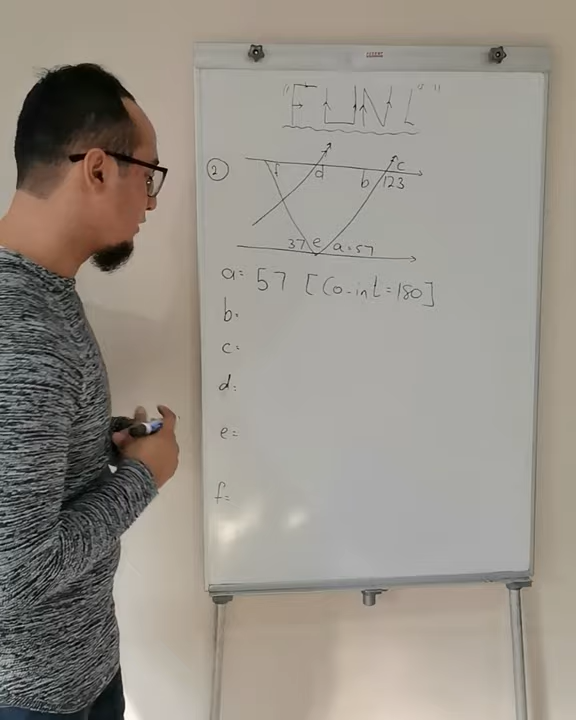 "FUN L"
2
f d b c
123
37 e a=57
a= 57 [Co-int=180]
b=
c=
d=
e=
f=